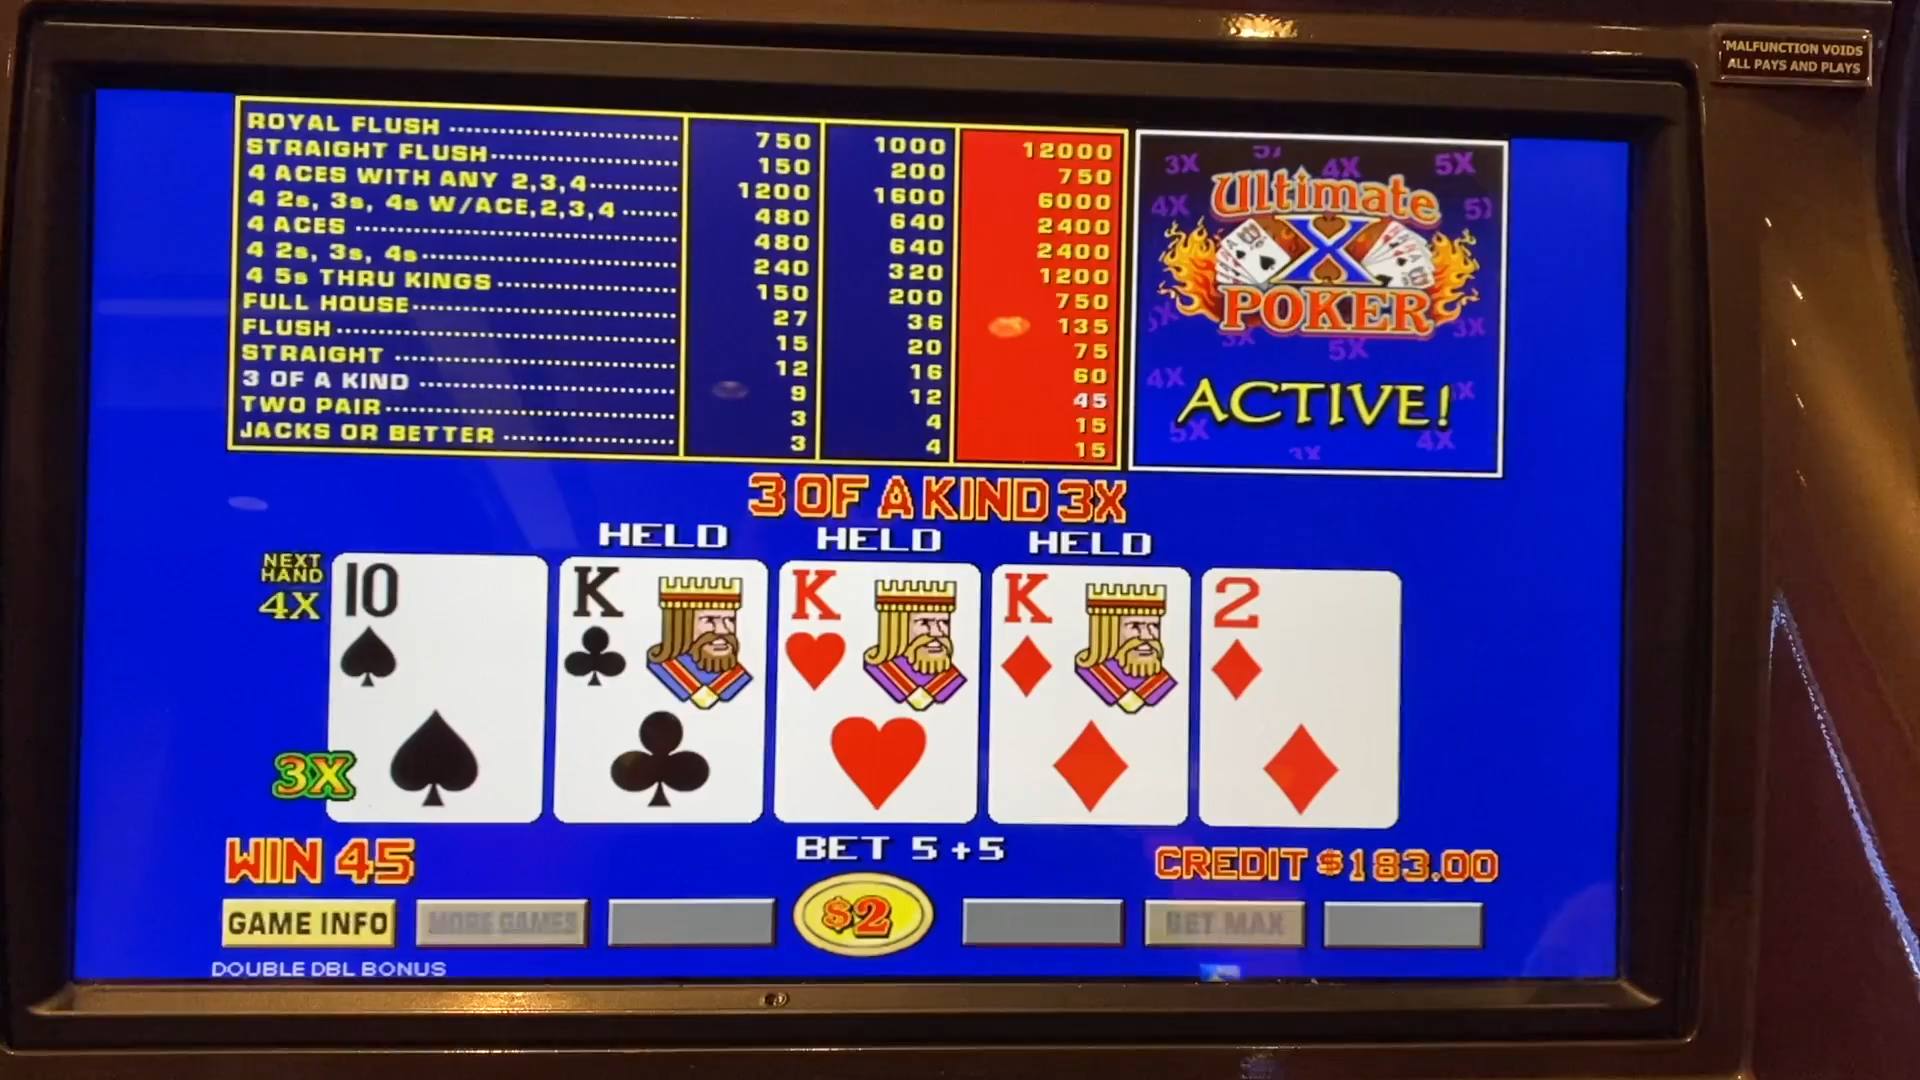 'MALFUNCTION VOIDS
ALL PAYS AND PLAYS
ROYAL FLUSH 750 1000 12000
STRAIGHT FLUSH 150 200 750
4 ACES WITH ANY 2,3,4 1200 1600 6000
4 2s, 3s, 4s W/ACE,2,3,4 480 640 2400
4 ACES 480 640 2400
4 2s, 3s, 4s 240 320 1200
4 5s THRU KINGS 150 200 750
FULL HOUSE 27 36 135
FLUSH 15 20 75
STRAIGHT 12 16 60
3 OF A KIND 9 12 45
TWO PAIR 3 4 15
JACKS OR BETTER 3 4 15
3X 4X 5X
4X
Ultimate
X
POKER
3X 3X
5X
4X
ACTIVE!
5X 4X
3X
3 OF A KIND 3X
HELD HELD HELD
NEXT
HAND
4X
10 K K K 2
3X
WIN 45
BET 5+5
CREDIT $183.00
GAME INFO
MORE GAMES
$2
BET MAX
DOUBLE DBL BONUS